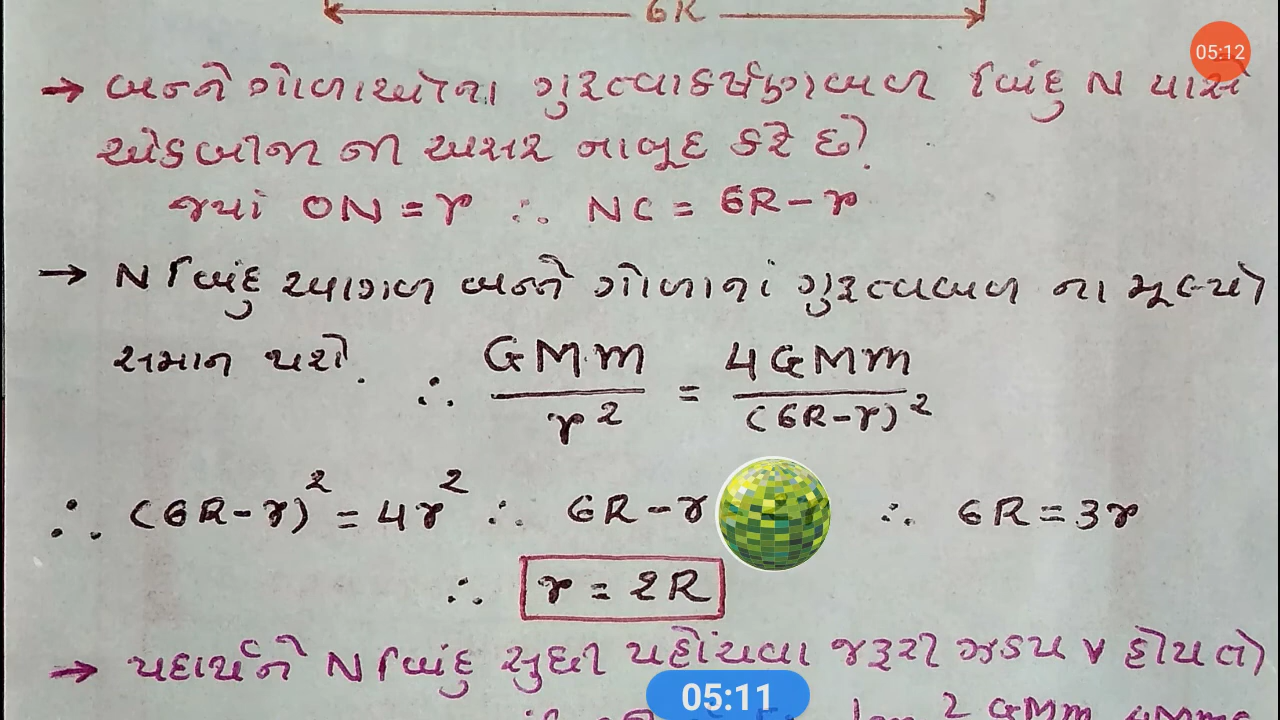 6R
05:12
→ બન્ને ગોળાઓના ગુરુત્વાકર્ષણબળ બિંદુ N પાસે
એકબીજા ની અસર નાબૂદ કરે છે.
જયાં ON = r ∴ NC = 6R - r
→ N બિંદુ આગળ બન્ને ગોળાનાં ગુરુત્વબળ ના મૂલ્યો
સમાન થશે. ∴ GMm/r² = 4GMm/(6R-r)²
∴ (6R-r)² = 4r² ∴ 6R-r ∴ 6R = 3r
∴ r = 2R
→ પદાર્થને N બિંદુ સુધી પહોંચવા જરૂરી ઝડપ v હોય તો
05:11